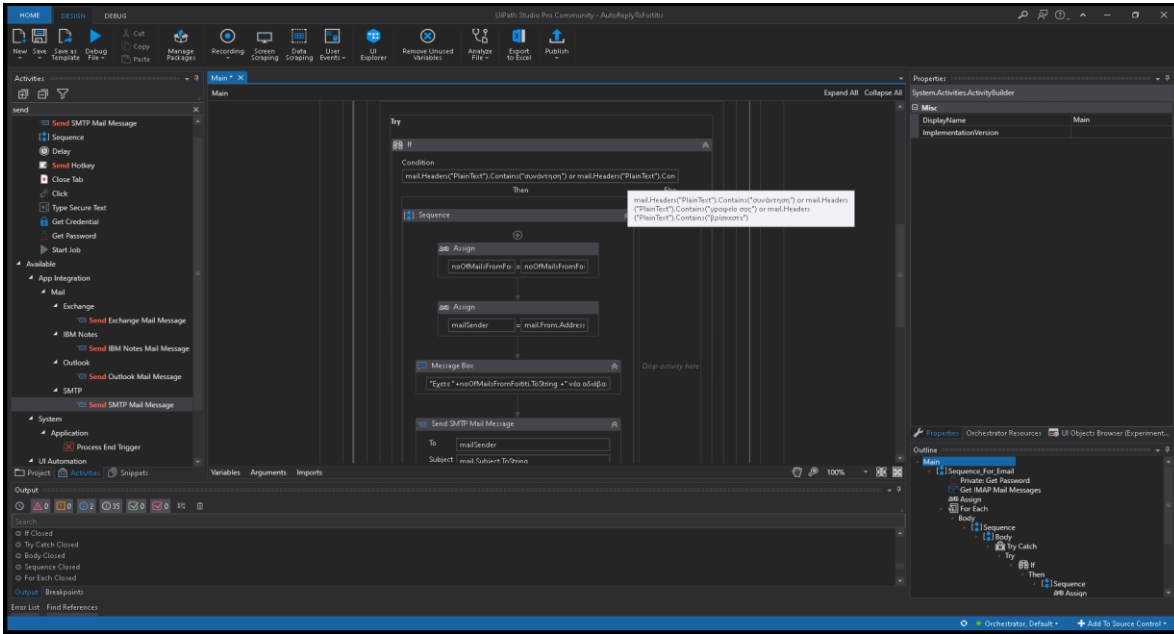 HOME DESIGN DEBUG
UiPath Studio Pro Community - AutoReplyToFoititi
New Save Save as Template Debug File
Cut
Copy
Paste
Manage Packages
Recording Screen Scraping Data Scraping User Events UI Explorer Remove Unused Variables Analyze File Export to Excel Publish
Activities
send
Send SMTP Mail Message
Sequence
Delay
Send Hotkey
Close Tab
Click
Type Secure Text
Get Credential
Get Password
Start Job
Available
App Integration
Mail
Exchange
Send Exchange Mail Message
IBM Notes
Send IBM Notes Mail Message
Outlook
Send Outlook Mail Message
SMTP
Send SMTP Mail Message
System
Application
Process End Trigger
UI Automation
Project Activities Snippets
Main *
Main
Expand All Collapse All
Try
If
Condition
mail.Headers("PlainText").Contains("συνάντηση") or mail.Headers("PlainText").Con
Then
mail.Headers("PlainText").Contains("συνάντηση") or mail.Headers
("PlainText").Contains("γραφείο σας") or mail.Headers
("PlainText").Contains("βρίσκεστε")
Sequence
Assign
noOfMailsFromFo = noOfMailsFromFo
Assign
mailSender = mail.From.Address
Message Box
"Εχετε "+noOfMailsFromFoititi.ToString +" νέα αδιάβα
Drop activity here
Send SMTP Mail Message
To mailSender
Subject mail.Subject.ToString
Variables Arguments Imports
100%
Properties
System.Activities.ActivityBuilder
Misc
DisplayName Main
ImplementationVersion
Properties Orchestrator Resources UI Objects Browser (Experiment...
Outline
Main
Sequence_For_Email
Private: Get Password
Get IMAP Mail Messages
Assign
For Each
Body
Sequence
Body
Try Catch
Try
If
Then
Sequence
Assign
Output
0 0 2 35 0 0
Search
If Closed
Try Catch Closed
Body Closed
Sequence Closed
For Each Closed
Output Breakpoints
Error List Find References
Orchestrator, Default Add To Source Control